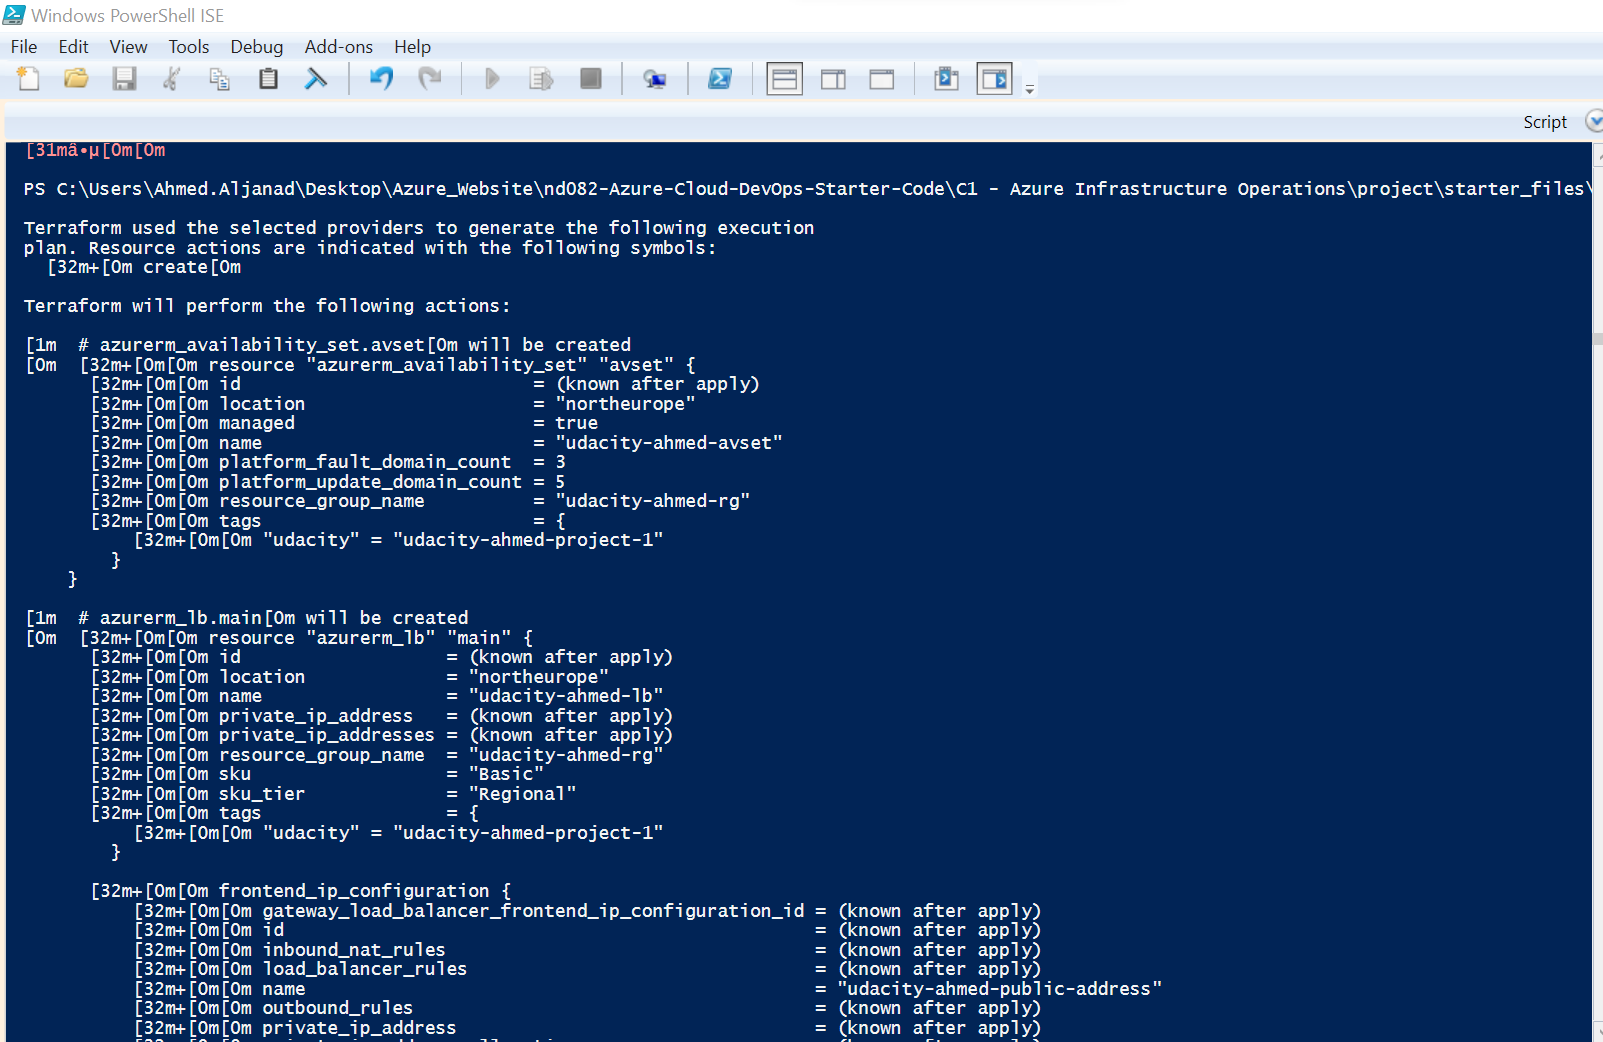 Windows PowerShell ISE
File Edit View Tools Debug Add-ons Help
Script
[31mâ•µ[0m[0m
PS C:\Users\Ahmed.Aljanad\Desktop\Azure_Website\nd082-Azure-Cloud-DevOps-Starter-Code\C1 - Azure Infrastructure Operations\project\starter_files\
Terraform used the selected providers to generate the following execution
plan. Resource actions are indicated with the following symbols:
[32m+[0m create[0m
Terraform will perform the following actions:
[1m  # azurerm_availability_set.avset[0m will be created
[0m  [32m+[0m[0m resource "azurerm_availability_set" "avset" {
[32m+[0m[0m id                           = (known after apply)
[32m+[0m[0m location                     = "northeurope"
[32m+[0m[0m managed                      = true
[32m+[0m[0m name                         = "udacity-ahmed-avset"
[32m+[0m[0m platform_fault_domain_count  = 3
[32m+[0m[0m platform_update_domain_count = 5
[32m+[0m[0m resource_group_name          = "udacity-ahmed-rg"
[32m+[0m[0m tags                         = {
[32m+[0m[0m "udacity" = "udacity-ahmed-project-1"
}
}
[1m  # azurerm_lb.main[0m will be created
[0m  [32m+[0m[0m resource "azurerm_lb" "main" {
[32m+[0m[0m id                   = (known after apply)
[32m+[0m[0m location             = "northeurope"
[32m+[0m[0m name                 = "udacity-ahmed-lb"
[32m+[0m[0m private_ip_address   = (known after apply)
[32m+[0m[0m private_ip_addresses = (known after apply)
[32m+[0m[0m resource_group_name  = "udacity-ahmed-rg"
[32m+[0m[0m sku                  = "Basic"
[32m+[0m[0m sku_tier             = "Regional"
[32m+[0m[0m tags                 = {
[32m+[0m[0m "udacity" = "udacity-ahmed-project-1"
}
[32m+[0m[0m frontend_ip_configuration {
[32m+[0m[0m gateway_load_balancer_frontend_ip_configuration_id = (known after apply)
[32m+[0m[0m id                                                 = (known after apply)
[32m+[0m[0m inbound_nat_rules                                  = (known after apply)
[32m+[0m[0m load_balancer_rules                                = (known after apply)
[32m+[0m[0m name                                               = "udacity-ahmed-public-address"
[32m+[0m[0m outbound_rules                                     = (known after apply)
[32m+[0m[0m private_ip_address                                 = (known after apply)